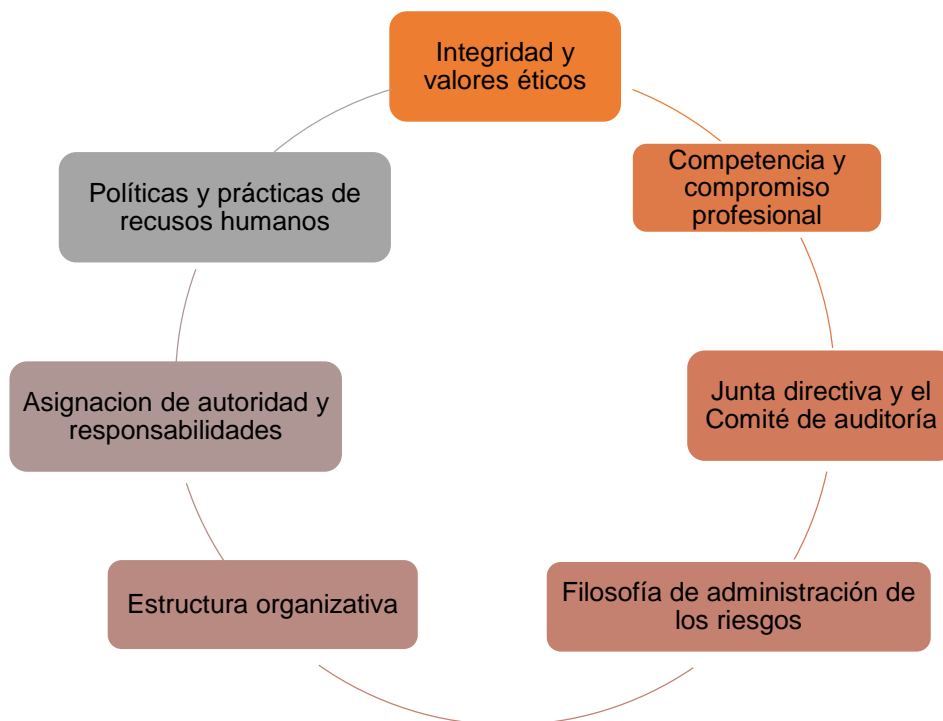 Integridad y
valores éticos
Competencia y
compromiso
profesional
Junta directiva y el
Comité de auditoría
Filosofía de administración de
los riesgos
Estructura organizativa
Asignacion de autoridad y
responsabilidades
Políticas y prácticas de
recusos humanos